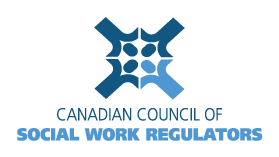 CANADIAN COUNCIL OF
SOCIAL WORK REGULATORS